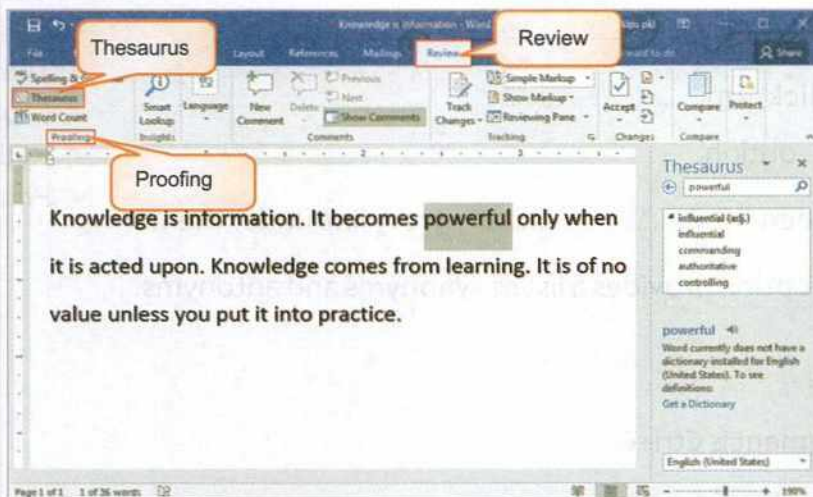 Knowledge is information - Word
File Layout References Mailings Review Share
Thesaurus
Review
Spelling &
Thesaurus
Word Count
Smart Lookup
Language
New Comment
Delete
Previous
Next
Show Comments
Track Changes
Simple Markup
Show Markup
Reviewing Pane
Accept
Compare
Protect
Proofing Insights Comments Tracking Changes Compare
Proofing
Knowledge is information. It becomes powerful only when
it is acted upon. Knowledge comes from learning. It is of no
value unless you put it into practice.
Thesaurus
powerful
influential (adj.)
influential
commanding
authoritative
controlling
powerful
Word currently does not have a
dictionary installed for English
(United States). To see
definitions:
Get a Dictionary
English (United States)
Page 1 of 1 1 of 36 words 190%